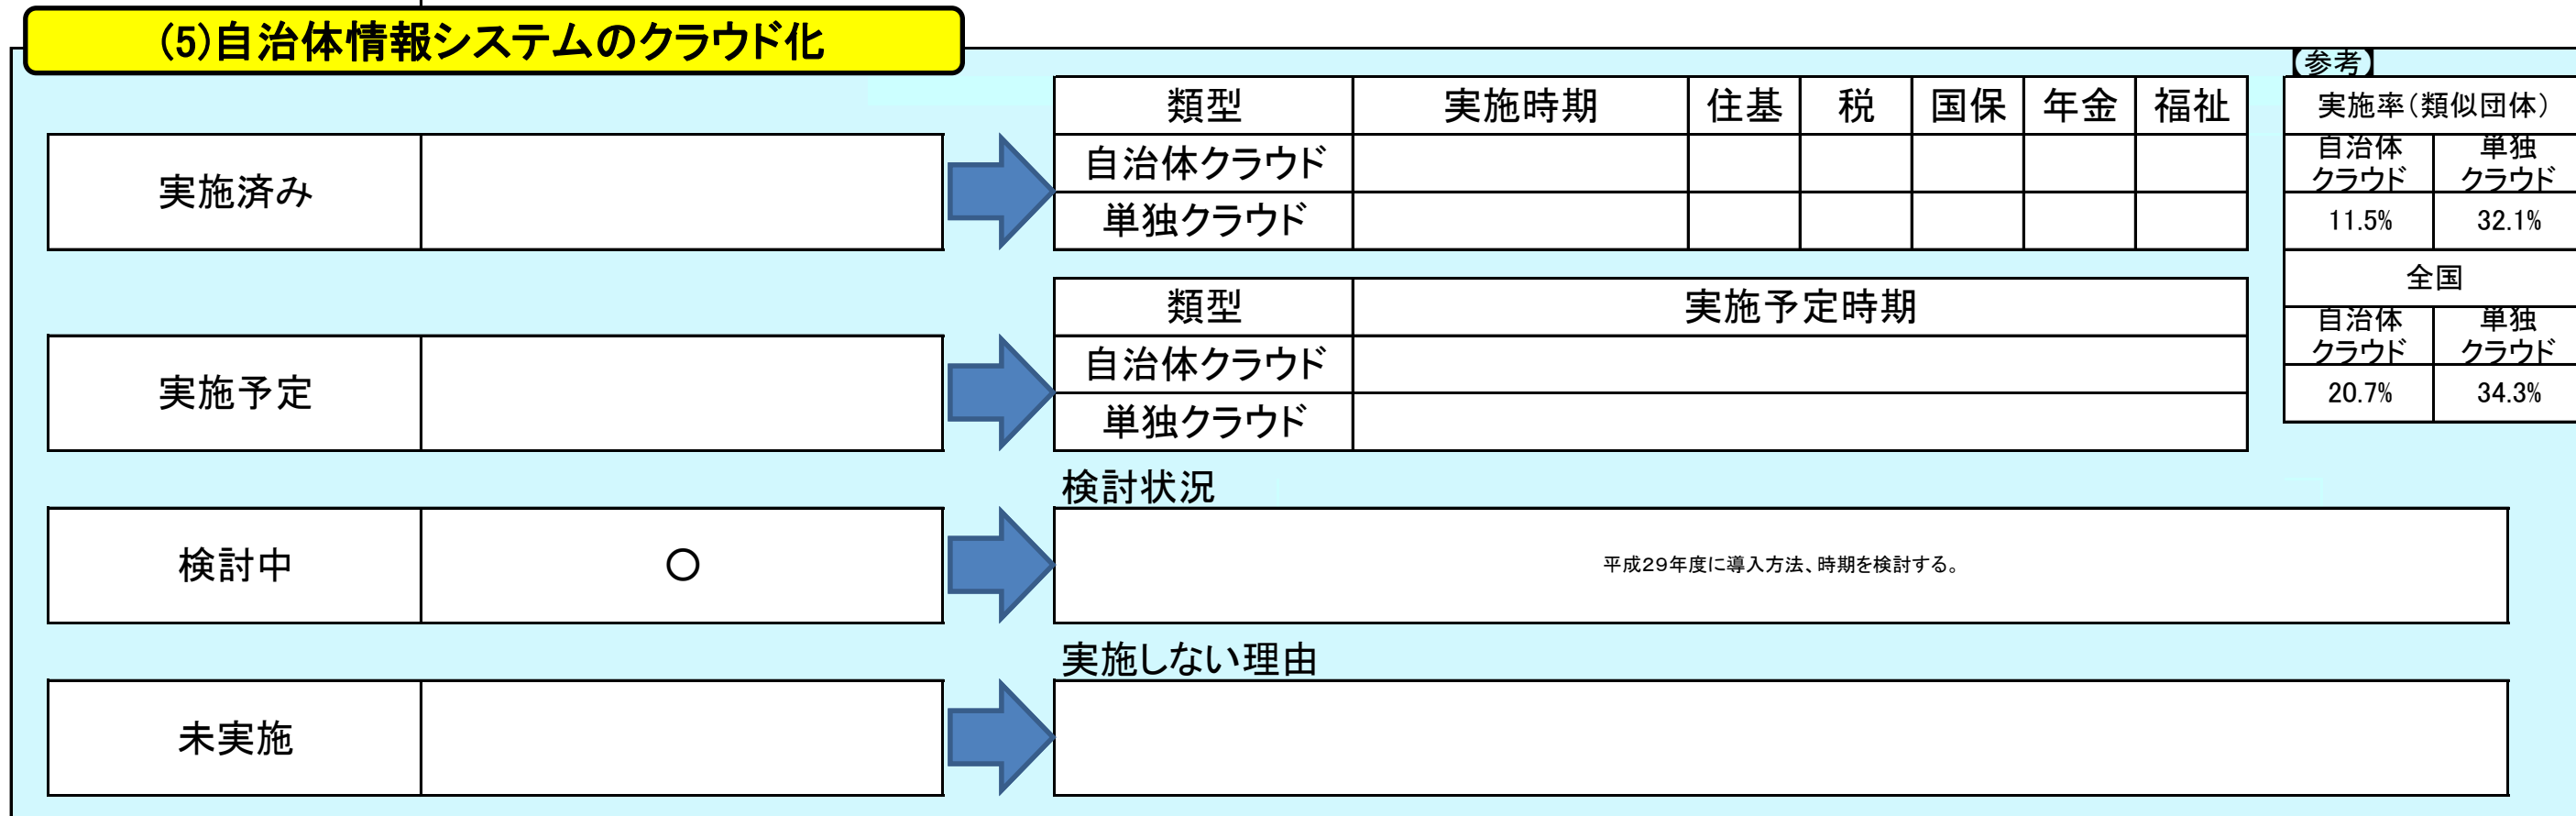 (5)自治体情報システムのクラウド化
【参考】
類型 実施時期 住基 税 国保 年金 福祉
自治体クラウド
単独クラウド
実施済み
実施率(類似団体)
自治体
クラウド
単独
クラウド
11.5% 32.1%
全国
自治体
クラウド
単独
クラウド
20.7% 34.3%
類型 実施予定時期
自治体クラウド
単独クラウド
実施予定
検討状況
検討中 ○
平成29年度に導入方法、時期を検討する。
実施しない理由
未実施